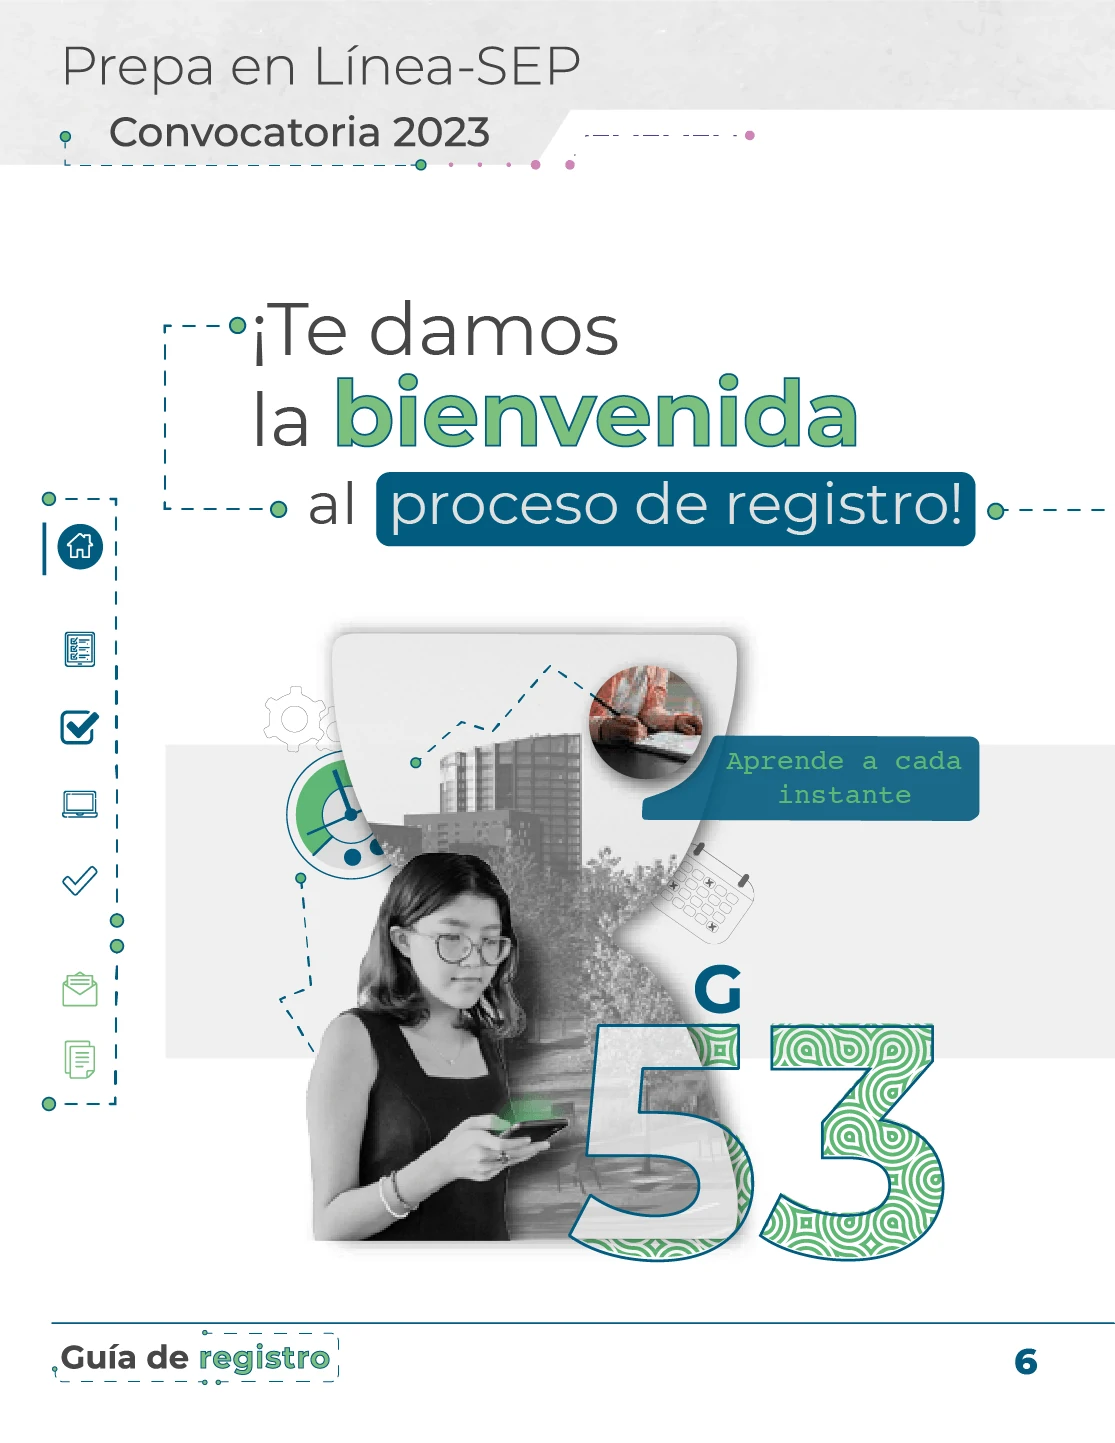 Prepa en Línea-SEP
Convocatoria 2023
¡Te damos
la bienvenida
al proceso de registro!
Aprende a cada
instante
G
53
Guía de registro
6